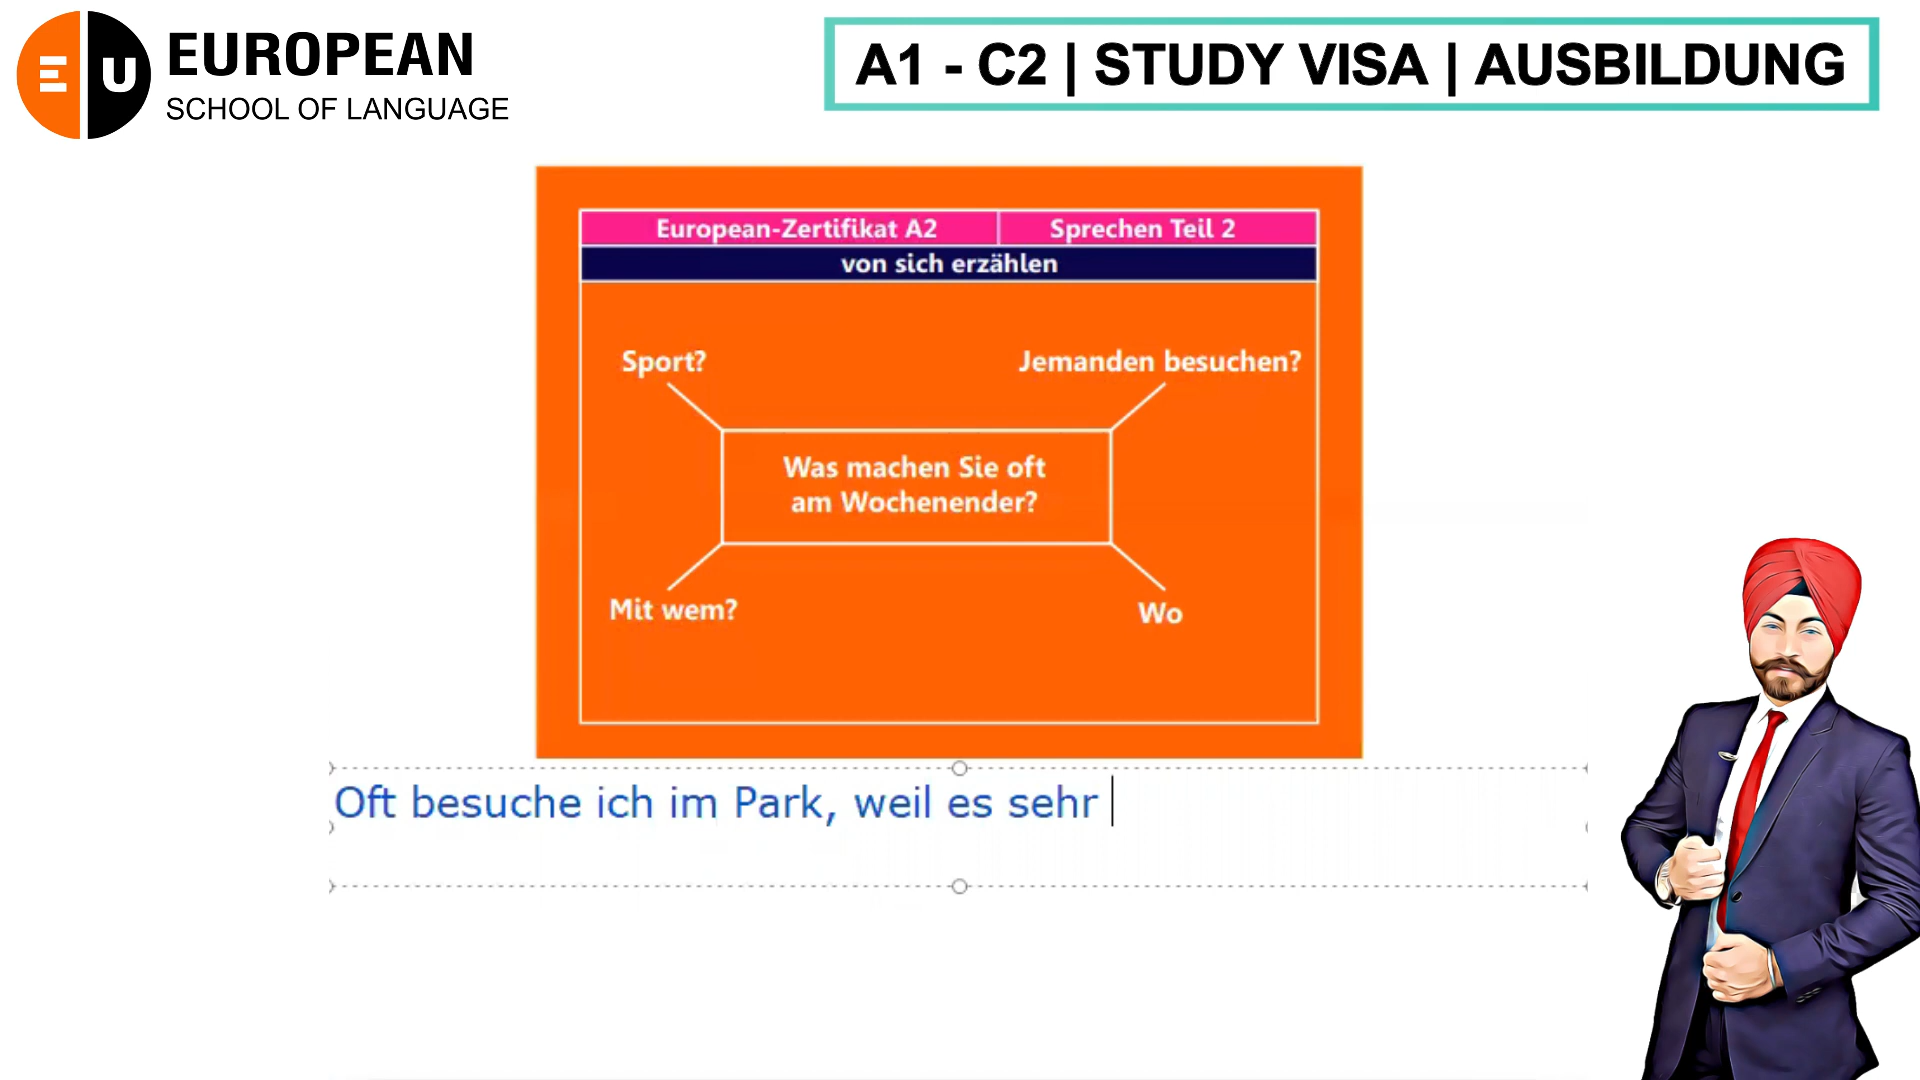 EU EUROPEAN
SCHOOL OF LANGUAGE
A1 - C2 | STUDY VISA | AUSBILDUNG
European-Zertifikat A2 Sprechen Teil 2
von sich erzählen
Sport? Jemanden besuchen?
Was machen Sie oft
am Wochenender?
Mit wem? Wo
Oft besuche ich im Park, weil es sehr